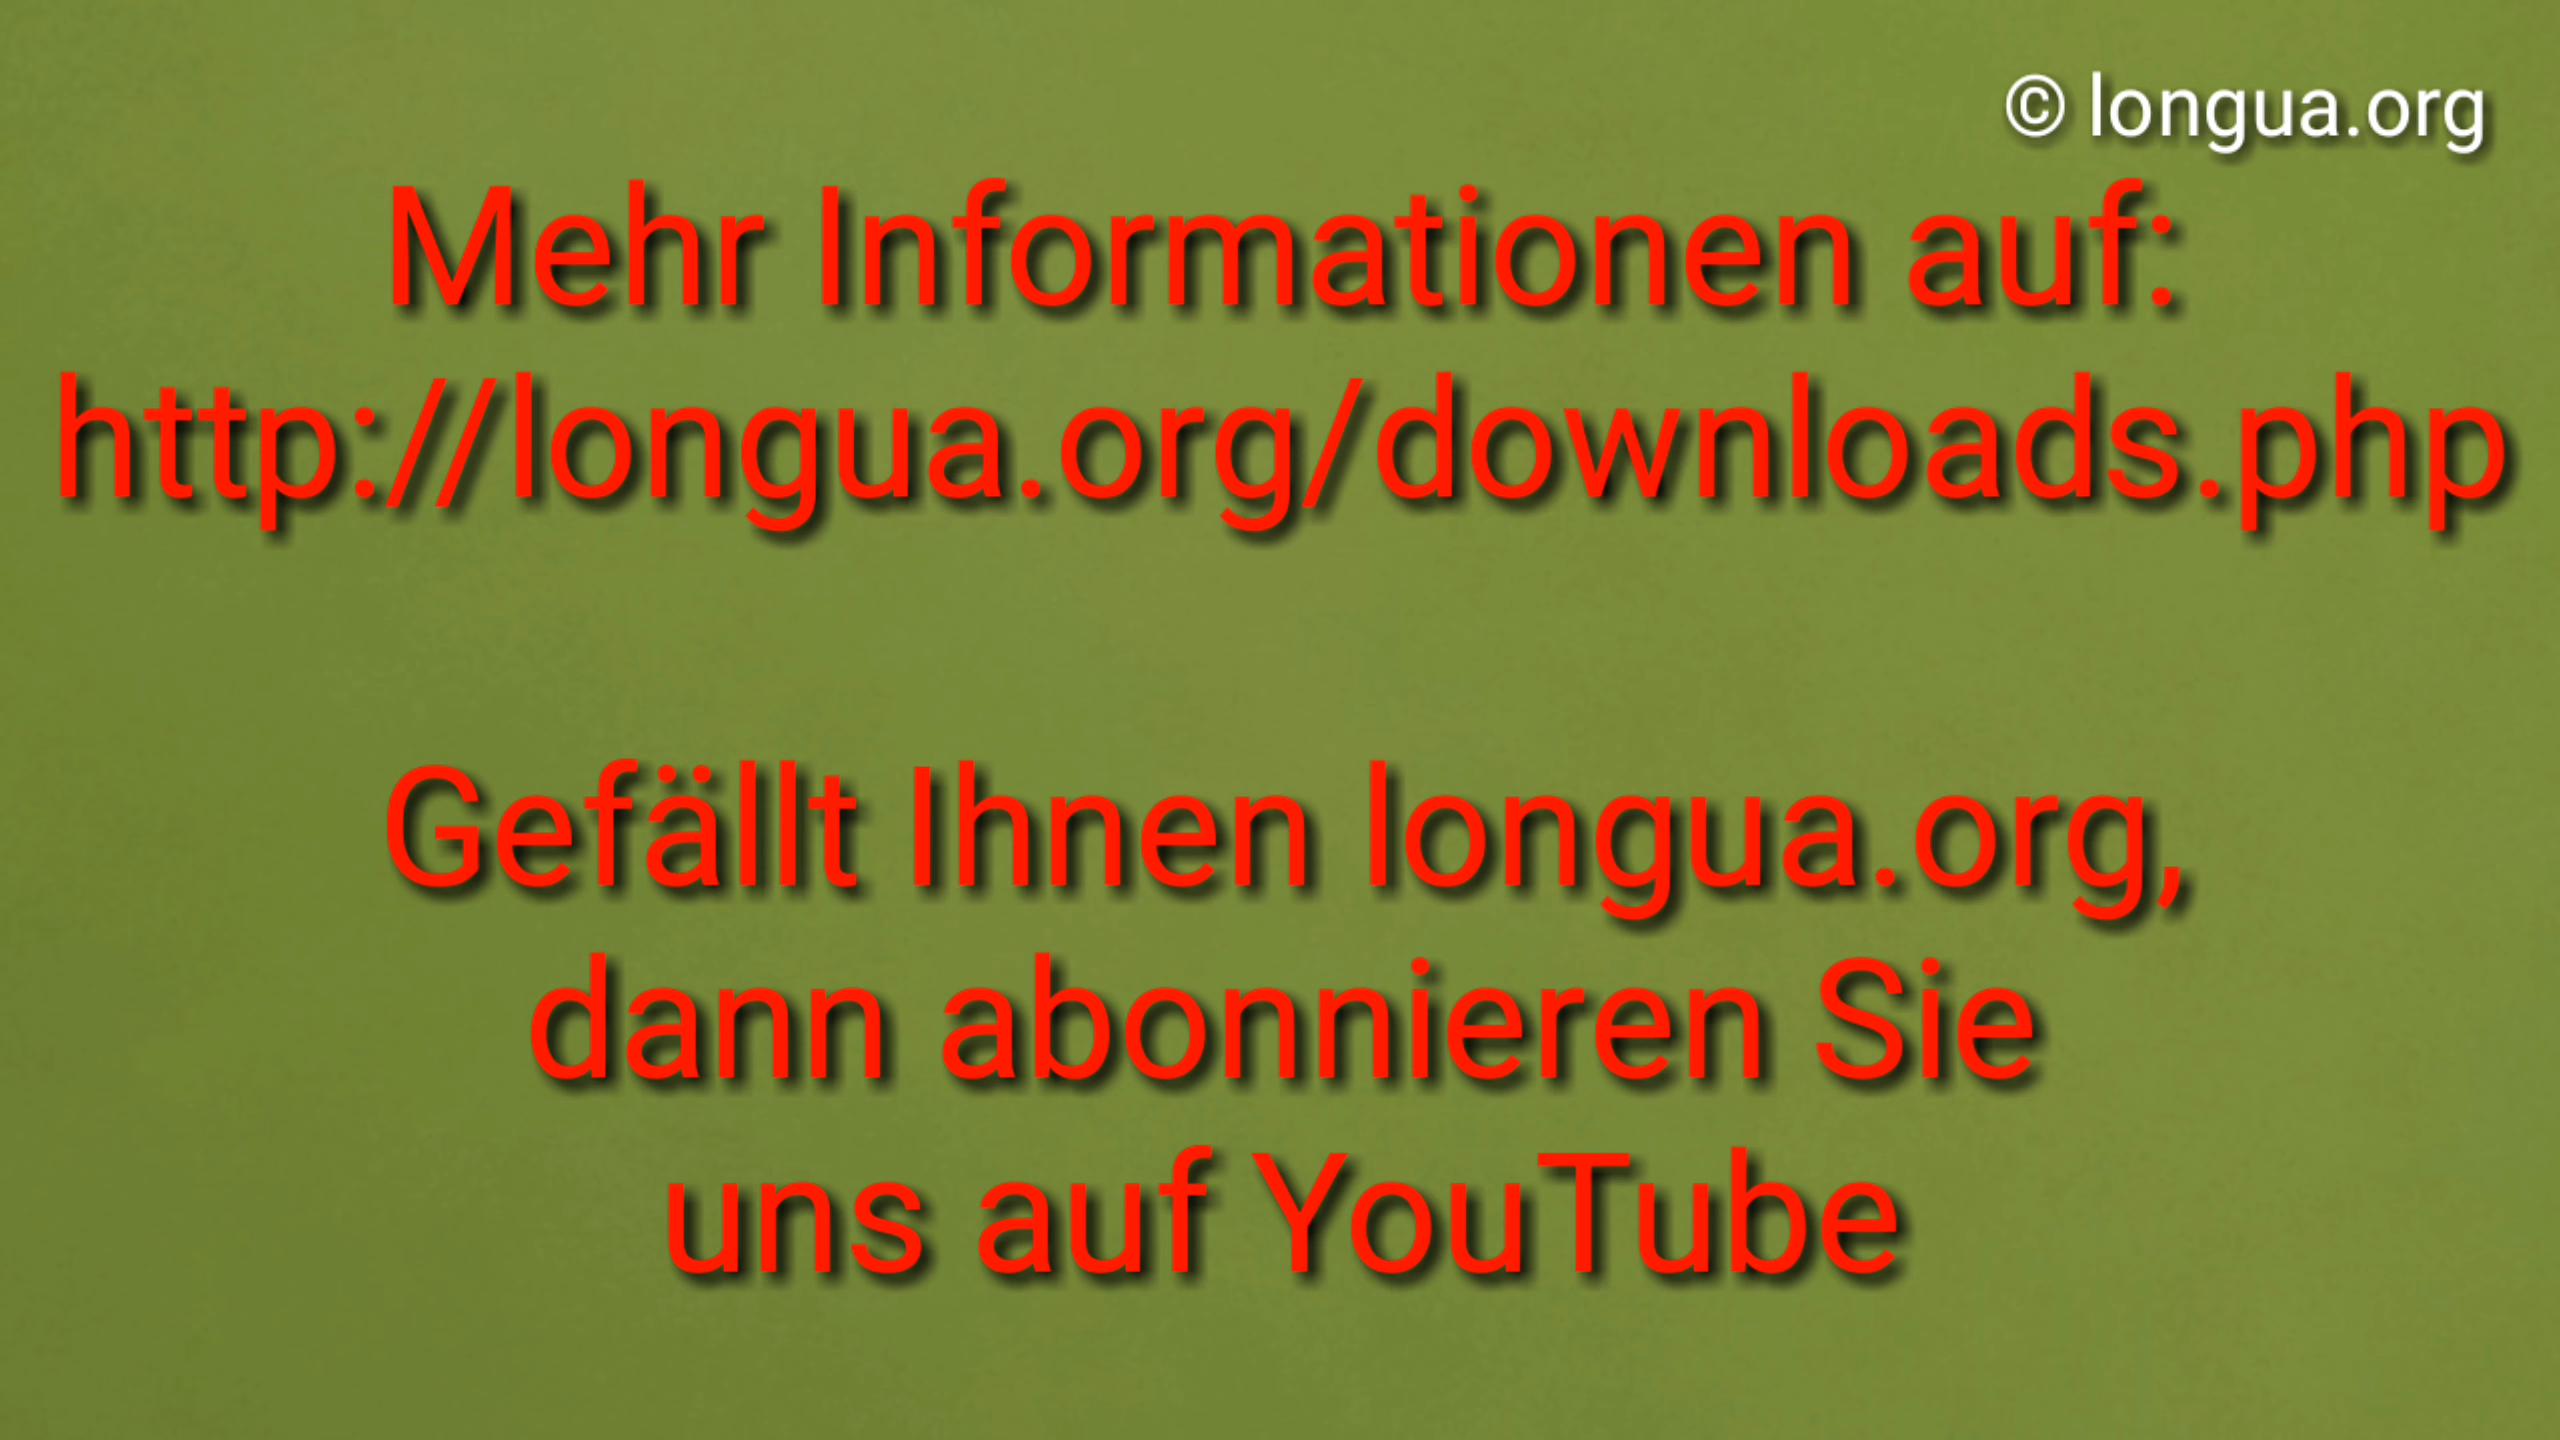 © longua.org
Mehr Informationen auf:
http://longua.org/downloads.php
Gefällt Ihnen longua.org,
dann abonnieren Sie
uns auf YouTube